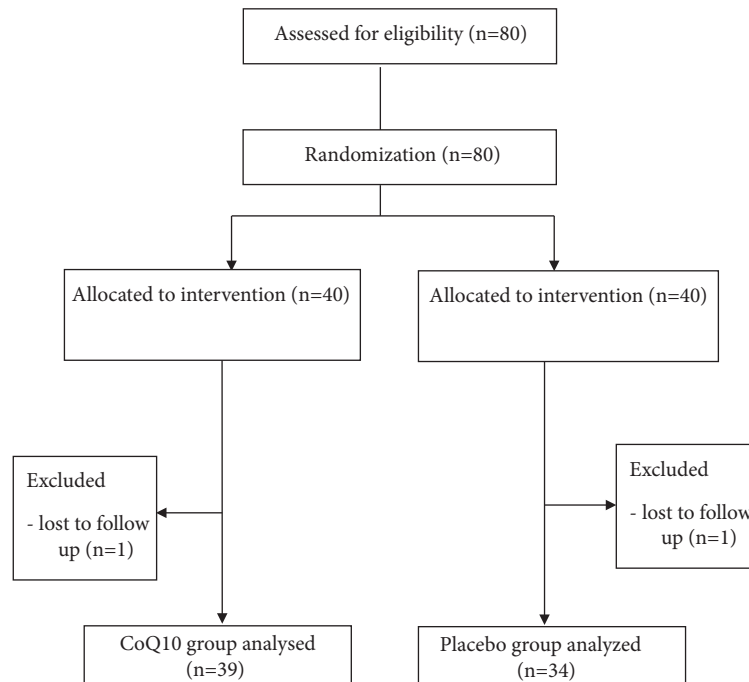 Assessed for eligibility (n=80)
Randomization (n=80)
Allocated to intervention (n=40)
Allocated to intervention (n=40)
Excluded
- lost to follow
up (n=1)
Excluded
- lost to follow
up (n=1)
CoQ10 group analysed
(n=39)
Placebo group analyzed
(n=34)